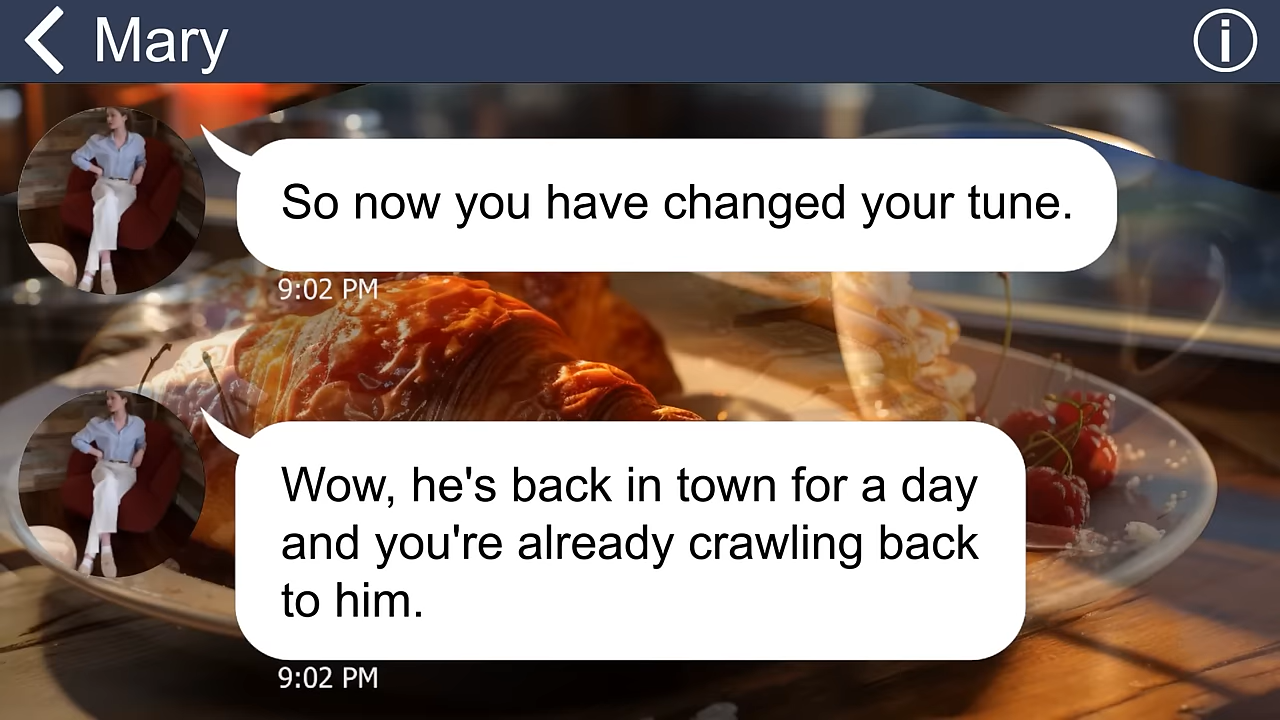 Mary
So now you have changed your tune.
9:02 PM
Wow, he's back in town for a day
and you're already crawling back
to him.
9:02 PM